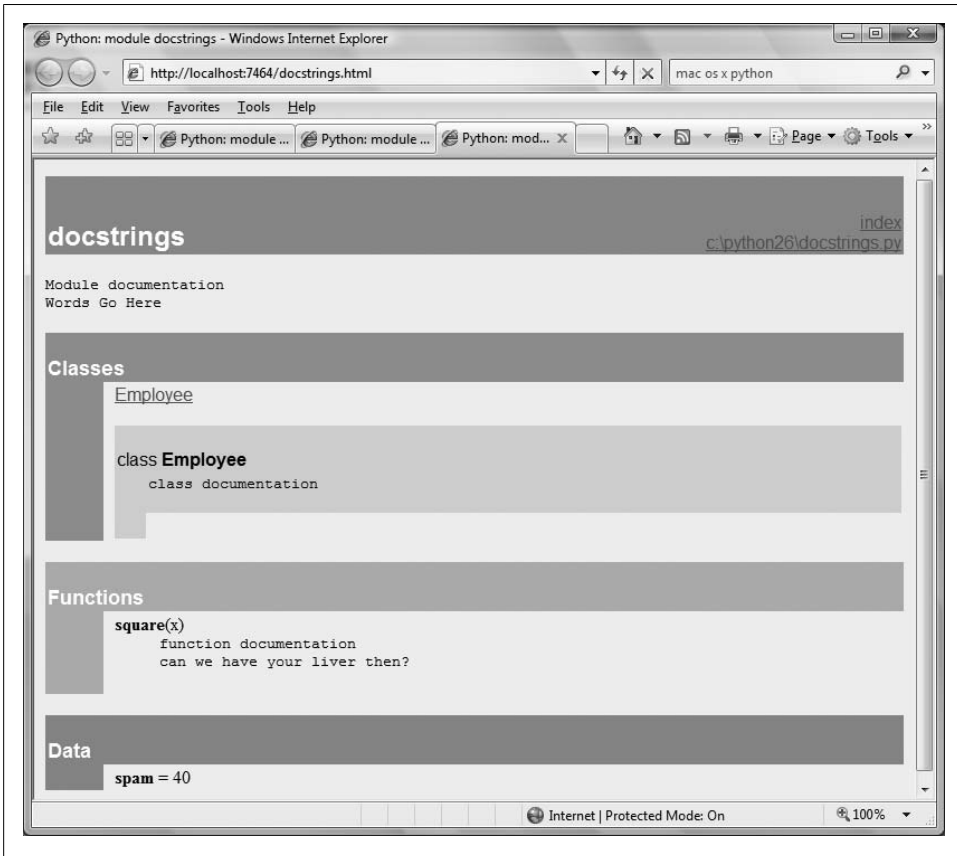 Python: module docstrings - Windows Internet Explorer
http://localhost:7464/docstrings.html
mac os x python
File Edit View Favorites Tools Help
Python: module ... Python: module ... Python: mod... Page Tools
docstrings
index
c:\python26\docstrings.py
Module documentation
Words Go Here
Classes
Employee
class Employee
class documentation
Functions
square(x)
function documentation
can we have your liver then?
Data
spam = 40
Internet | Protected Mode: On 100%